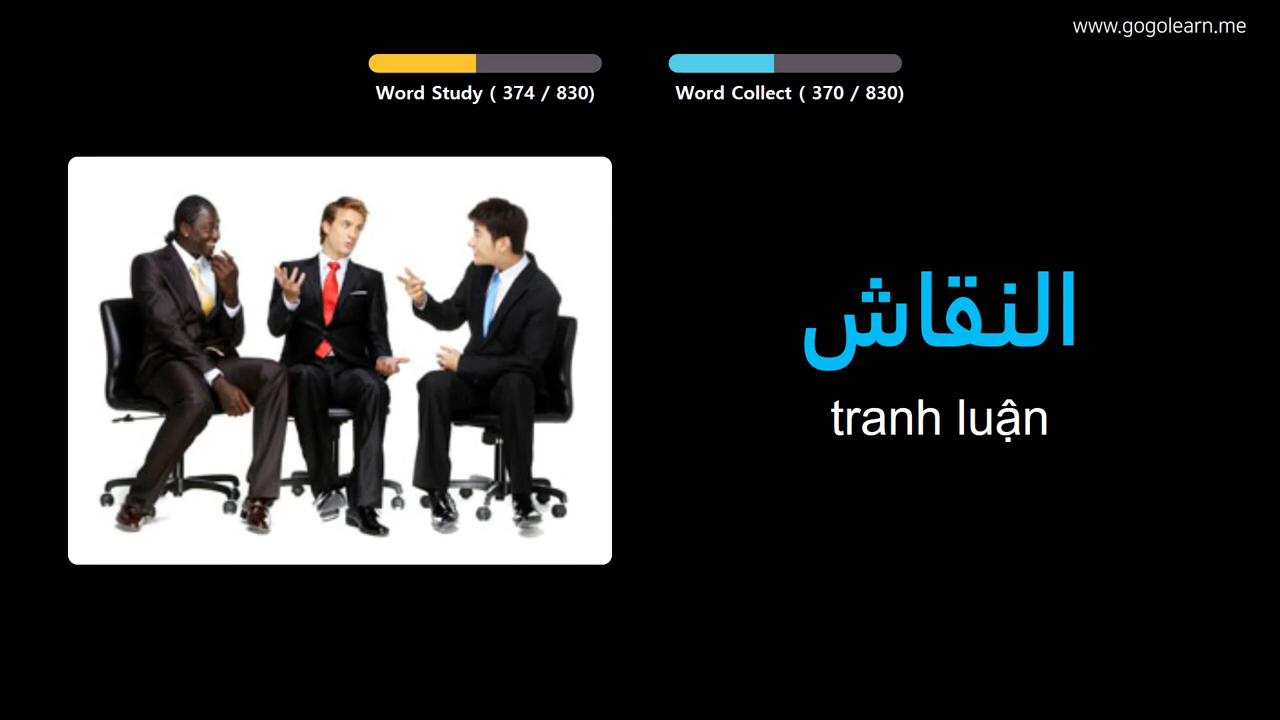 www.gogolearn.me
Word Study ( 374 / 830)
Word Collect ( 370 / 830)
النقاش
tranh luận